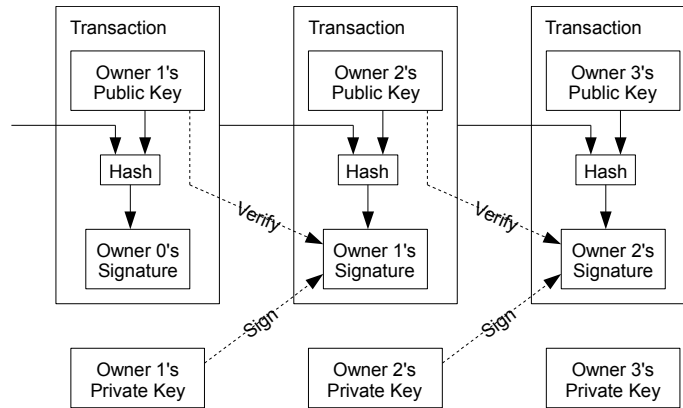 Transaction
Owner 1's
Public Key
Hash
Owner 0's
Signature
Transaction
Owner 2's
Public Key
Hash
Verify
Owner 1's
Signature
Transaction
Owner 3's
Public Key
Hash
Verify
Owner 2's
Signature
Owner 1's
Private Key
Sign
Owner 2's
Private Key
Sign
Owner 3's
Private Key